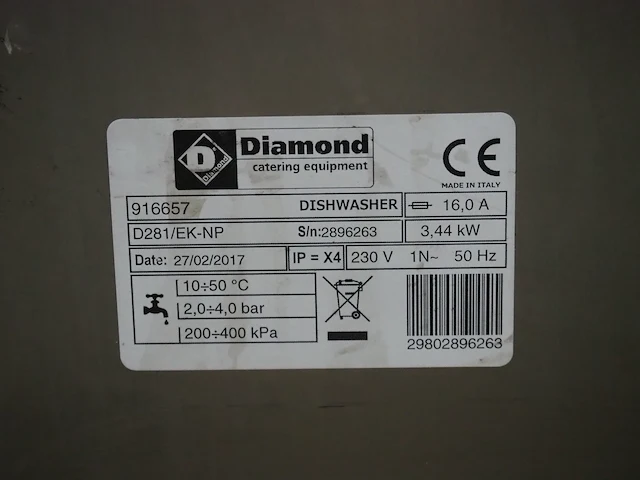 D
Diamond
Diamond
catering equipment
CE
MADE IN ITALY
916657 DISHWASHER 16,0 A
D281/EK-NP S/n:2896263 3,44 kW
Date: 27/02/2017 IP = X4 230 V 1N~ 50 Hz
10÷50 °C
2,0÷4,0 bar
200÷400 kPa
29802896263